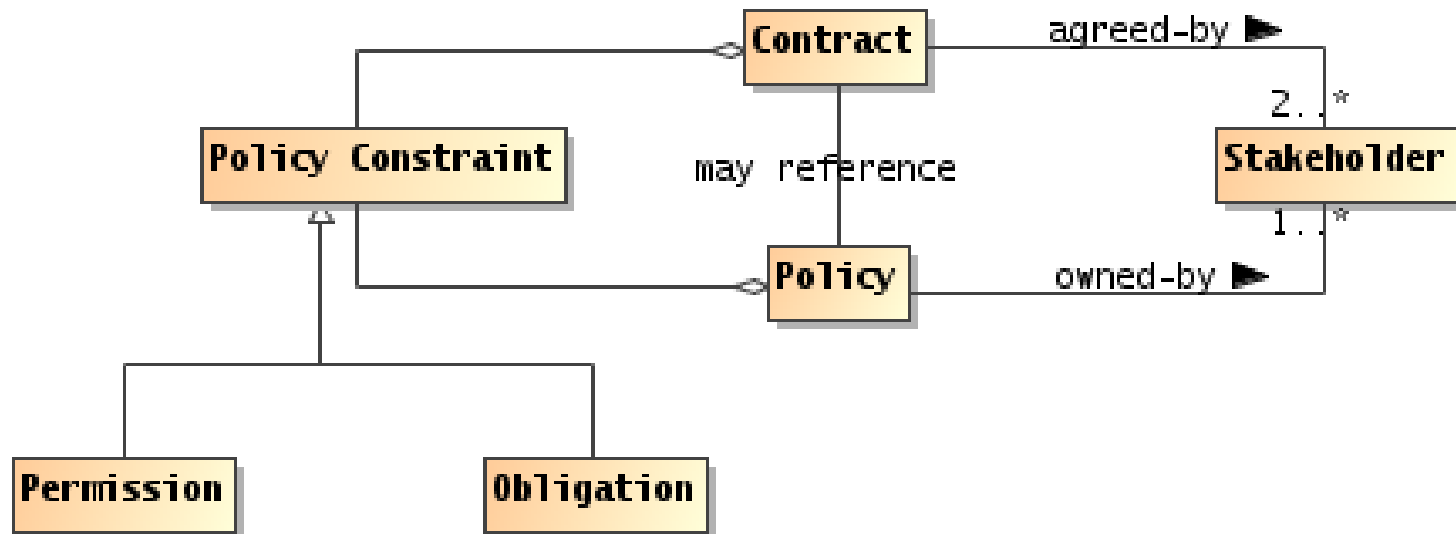 Contract
agreed-by ▶
2..*
Policy Constraint
may reference
Stakeholder
1..*
Policy
owned-by ▶
Permission
Obligation